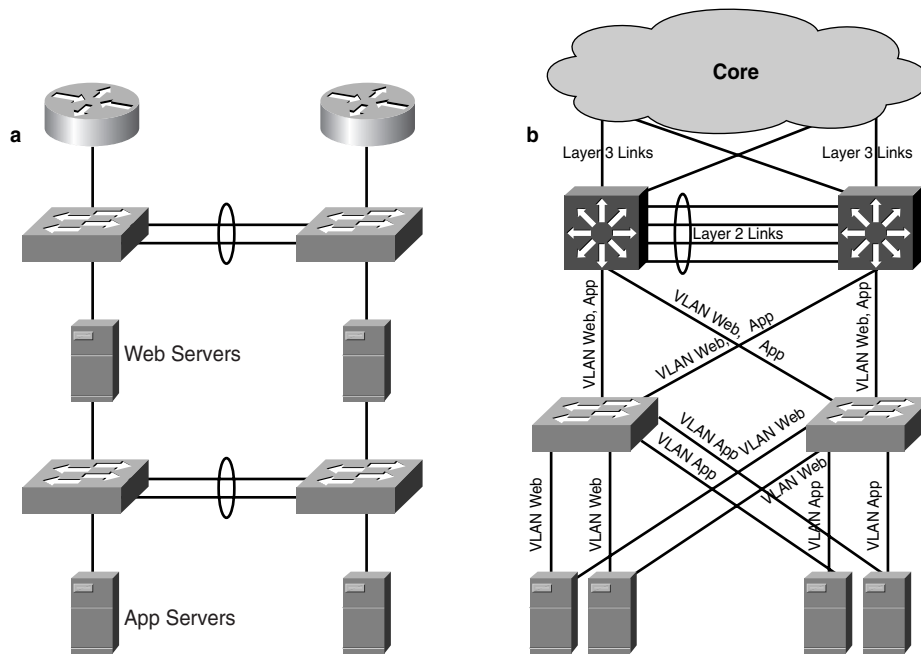 a
Web Servers
App Servers
b
Core
Layer 3 Links
Layer 3 Links
Layer 2 Links
VLAN Web, App
VLAN Web, App
VLAN Web, App
VLAN Web, App
VLAN App
VLAN App
VLAN Web
VLAN Web
VLAN Web
VLAN Web
VLAN App
VLAN App